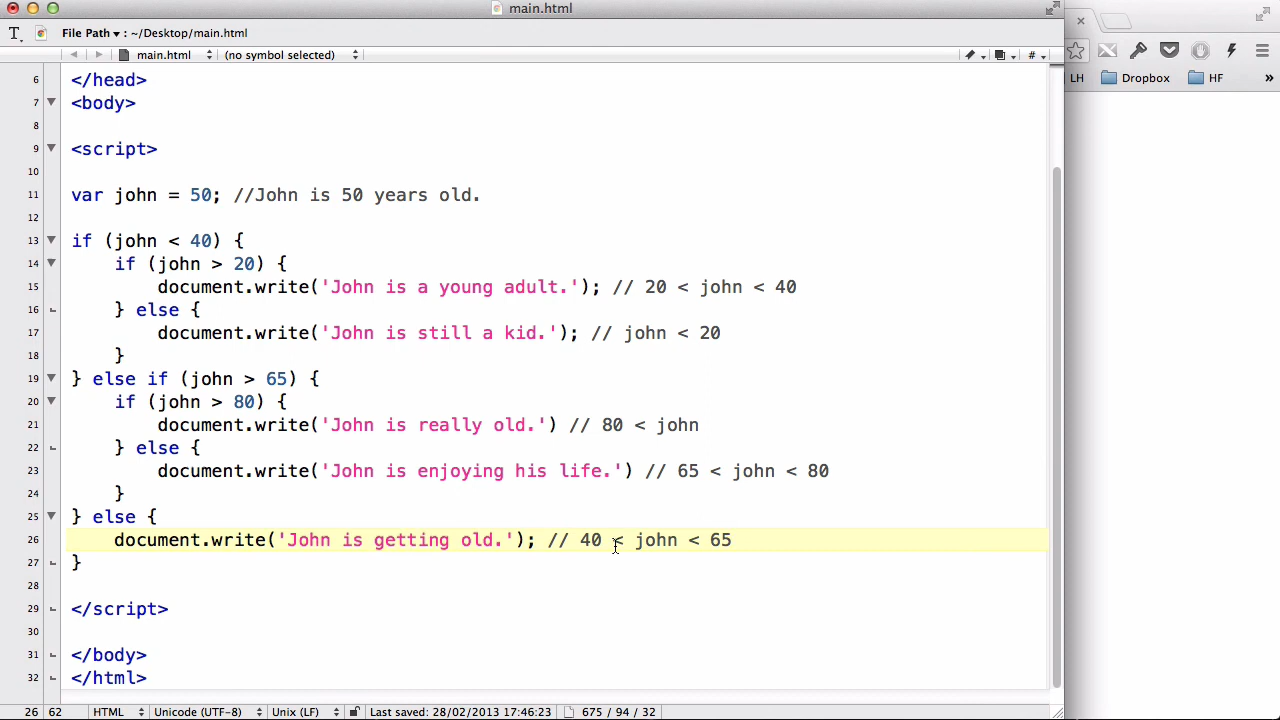 main.html
File Path ▾ : ~/Desktop/main.html
main.html (no symbol selected) #
LH Dropbox HF »
6 </head>
7 <body>
8
9 <script>
10
11 var john = 50; //John is 50 years old.
12
13 if (john < 40) {
14 if (john > 20) {
15 document.write('John is a young adult.'); // 20 < john < 40
16 } else {
17 document.write('John is still a kid.'); // john < 20
18 }
19 } else if (john > 65) {
20 if (john > 80) {
21 document.write('John is really old.') // 80 < john
22 } else {
23 document.write('John is enjoying his life.') // 65 < john < 80
24 }
25 } else {
26 document.write('John is getting old.'); // 40 < john < 65
27 }
28
29 </script>
30
31 </body>
32 </html>
26 62 HTML Unicode (UTF-8) Unix (LF) Last saved: 28/02/2013 17:46:23 675 / 94 / 32